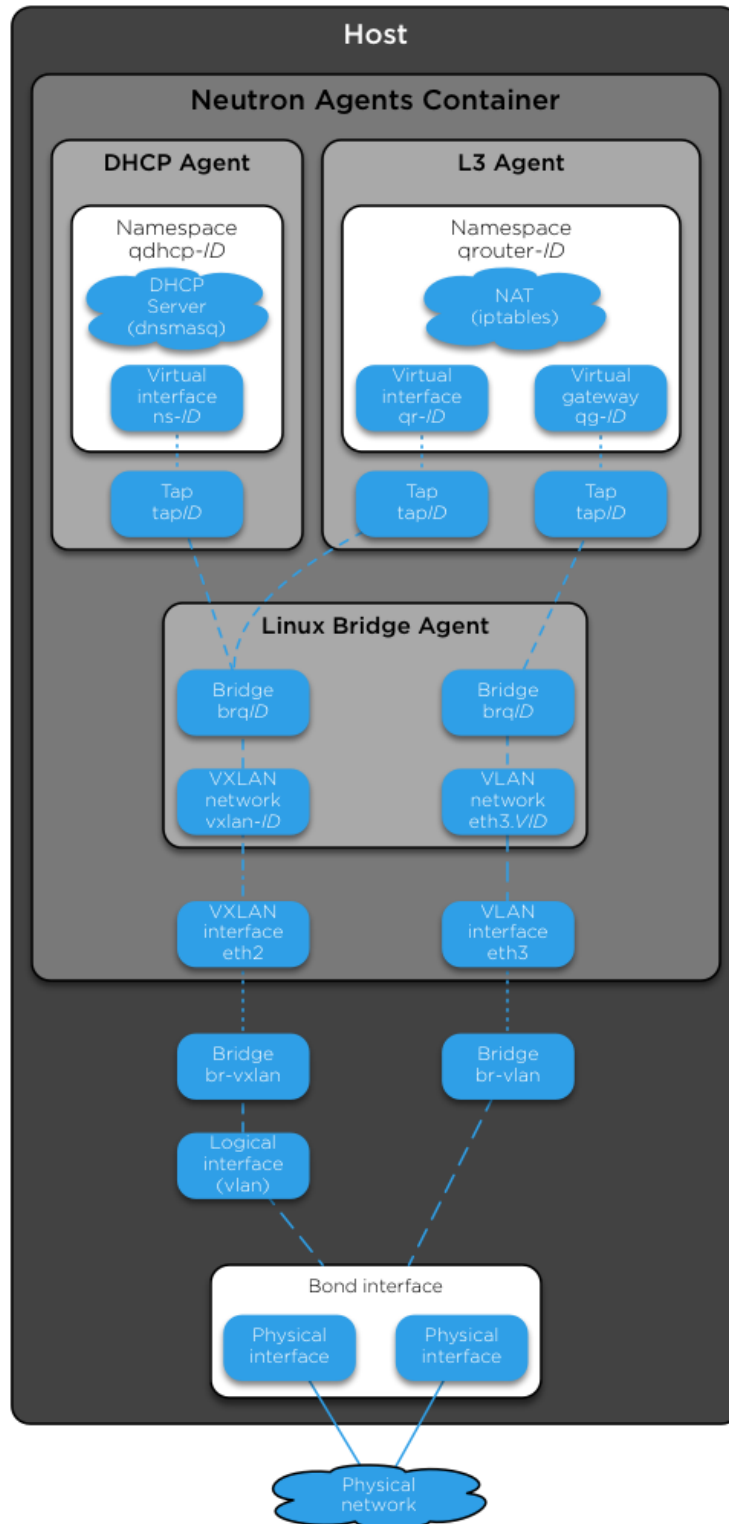 Host
Neutron Agents Container
DHCP Agent
Namespace
qdhcp-ID
DHCP
Server
(dnsmasq)
Virtual
interface
ns-ID
Tap
tapID
L3 Agent
Namespace
qrouter-ID
NAT
(iptables)
Virtual
interface
qr-ID
Virtual
gateway
qg-ID
Tap
tapID
Tap
tapID
Linux Bridge Agent
Bridge
brqID
Bridge
brqID
VXLAN
network
vxlan-ID
VLAN
network
eth3.VID
VXLAN
interface
eth2
VLAN
interface
eth3
Bridge
br-vxlan
Bridge
br-vlan
Logical
interface
(vlan)
Bond interface
Physical
interface
Physical
interface
Physical
network